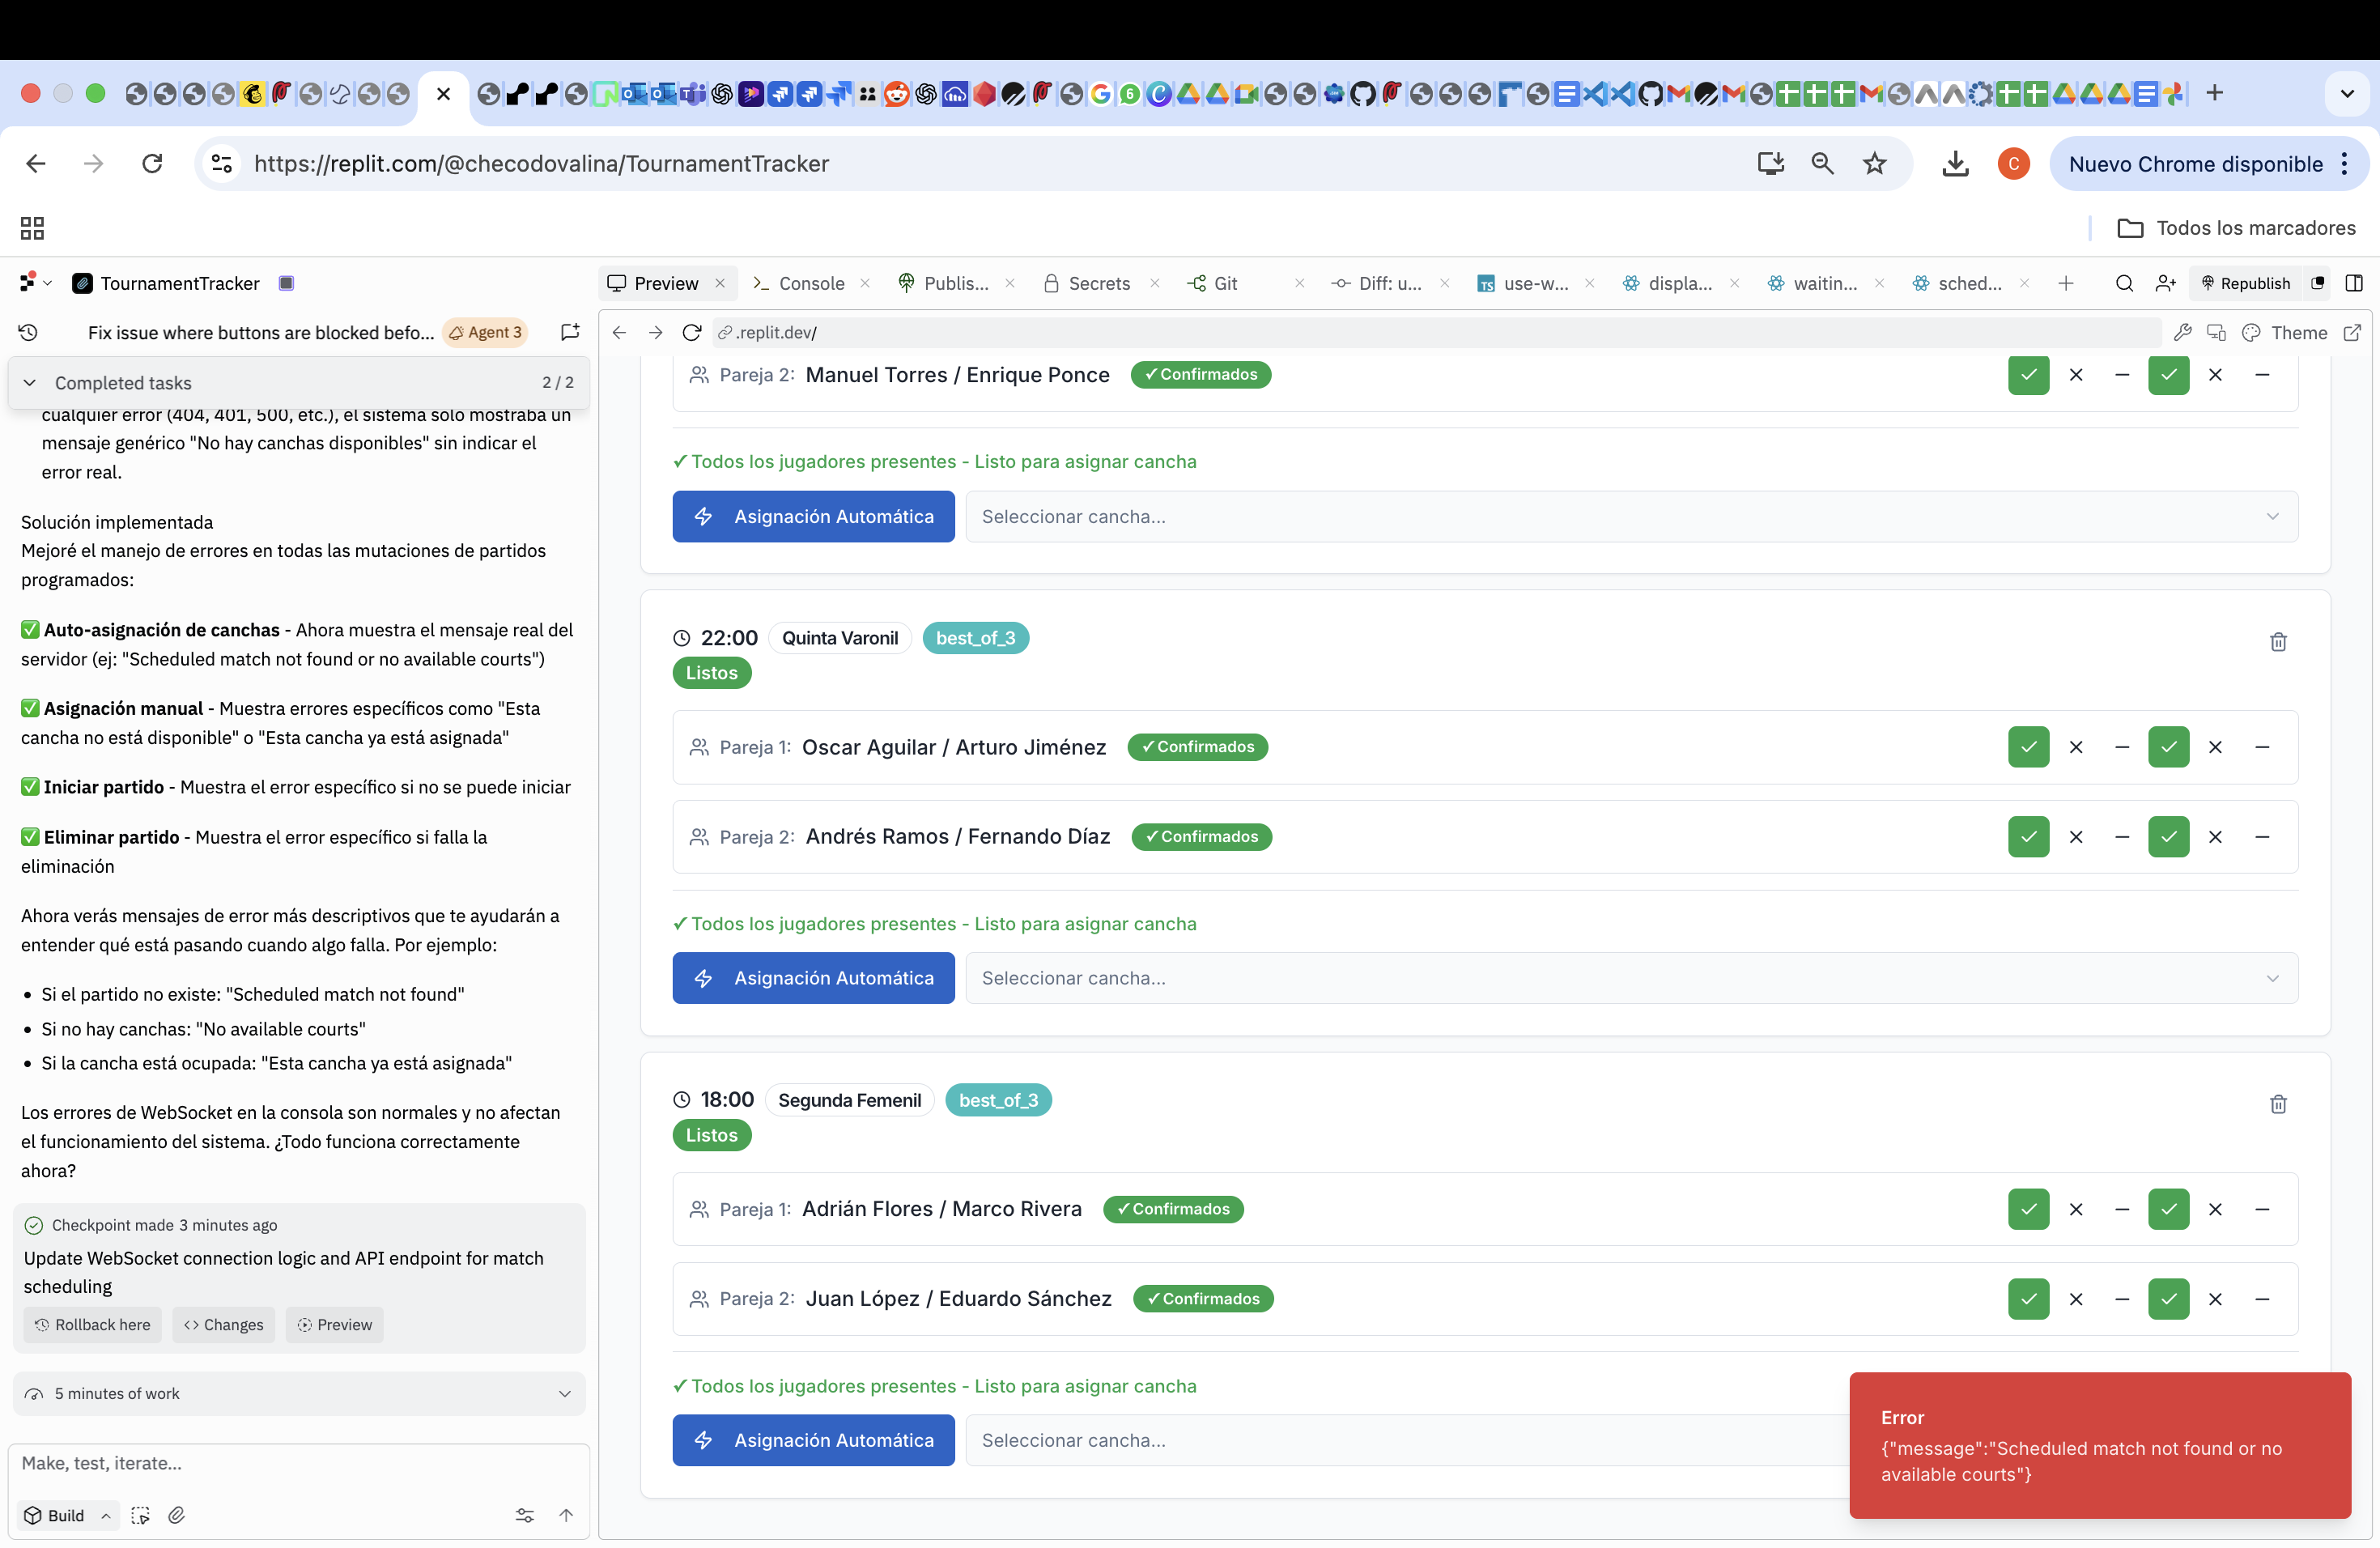 https://replit.com/@checodovalina/TournamentTracker
C
Nuevo Chrome disponible
Todos los marcadores
TournamentTracker
Preview
Console
Publis...
Secrets
Git
Diff: u...
TS
use-w...
displa...
waitin...
sched...
Republish
Fix issue where buttons are blocked befo...
Agent 3
.replit.dev/
Theme
Completed tasks
2 / 2
cualquier error (404, 401, 500, etc.), el sistema solo mostraba un
mensaje genérico "No hay canchas disponibles" sin indicar el
error real.
Solución implementada
Mejoré el manejo de errores en todas las mutaciones de partidos
programados:
✅ Auto-asignación de canchas - Ahora muestra el mensaje real del
servidor (ej: "Scheduled match not found or no available courts")
✅ Asignación manual - Muestra errores específicos como "Esta
cancha no está disponible" o "Esta cancha ya está asignada"
✅ Iniciar partido - Muestra el error específico si no se puede iniciar
✅ Eliminar partido - Muestra el error específico si falla la
eliminación
Ahora verás mensajes de error más descriptivos que te ayudarán a
entender qué está pasando cuando algo falla. Por ejemplo:
• Si el partido no existe: "Scheduled match not found"
• Si no hay canchas: "No available courts"
• Si la cancha está ocupada: "Esta cancha ya está asignada"
Los errores de WebSocket en la consola son normales y no afectan
el funcionamiento del sistema. ¿Todo funciona correctamente
ahora?
Checkpoint made 3 minutes ago
Update WebSocket connection logic and API endpoint for match
scheduling
Rollback here
Changes
Preview
5 minutes of work
Make, test, iterate...
Build
Pareja 2: Manuel Torres / Enrique Ponce ✓ Confirmados
✓ Todos los jugadores presentes - Listo para asignar cancha
Asignación Automática
Seleccionar cancha...
22:00 Quinta Varonil best_of_3
Listos
Pareja 1: Oscar Aguilar / Arturo Jiménez ✓ Confirmados
Pareja 2: Andrés Ramos / Fernando Díaz ✓ Confirmados
✓ Todos los jugadores presentes - Listo para asignar cancha
Asignación Automática
Seleccionar cancha...
18:00 Segunda Femenil best_of_3
Listos
Pareja 1: Adrián Flores / Marco Rivera ✓ Confirmados
Pareja 2: Juan López / Eduardo Sánchez ✓ Confirmados
✓ Todos los jugadores presentes - Listo para asignar cancha
Asignación Automática
Seleccionar cancha...
Error
{"message":"Scheduled match not found or no
available courts"}